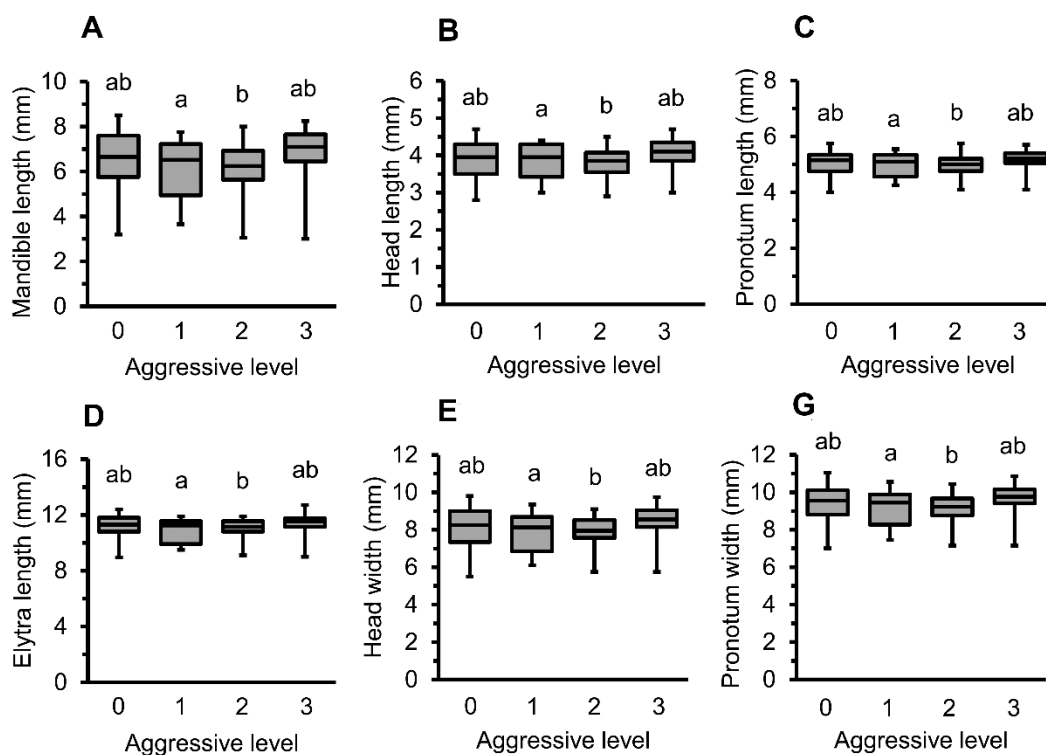 A
Mandible length (mm)
10
8
6
4
2
0
ab a b ab
0 1 2 3
Aggressive level
B
Head length (mm)
6
5
4
3
2
1
0
ab a b ab
0 1 2 3
Aggressive level
C
Pronotum length (mm)
8
6
4
2
0
ab a b ab
0 1 2 3
Aggressive level
D
Elytra length (mm)
16
12
8
4
0
ab a b ab
0 1 2 3
Aggressive level
E
Head width (mm)
12
10
8
6
4
2
0
ab a b ab
0 1 2 3
Aggressive level
G
Pronotum width (mm)
12
10
8
6
4
2
0
ab a b ab
0 1 2 3
Aggressive level